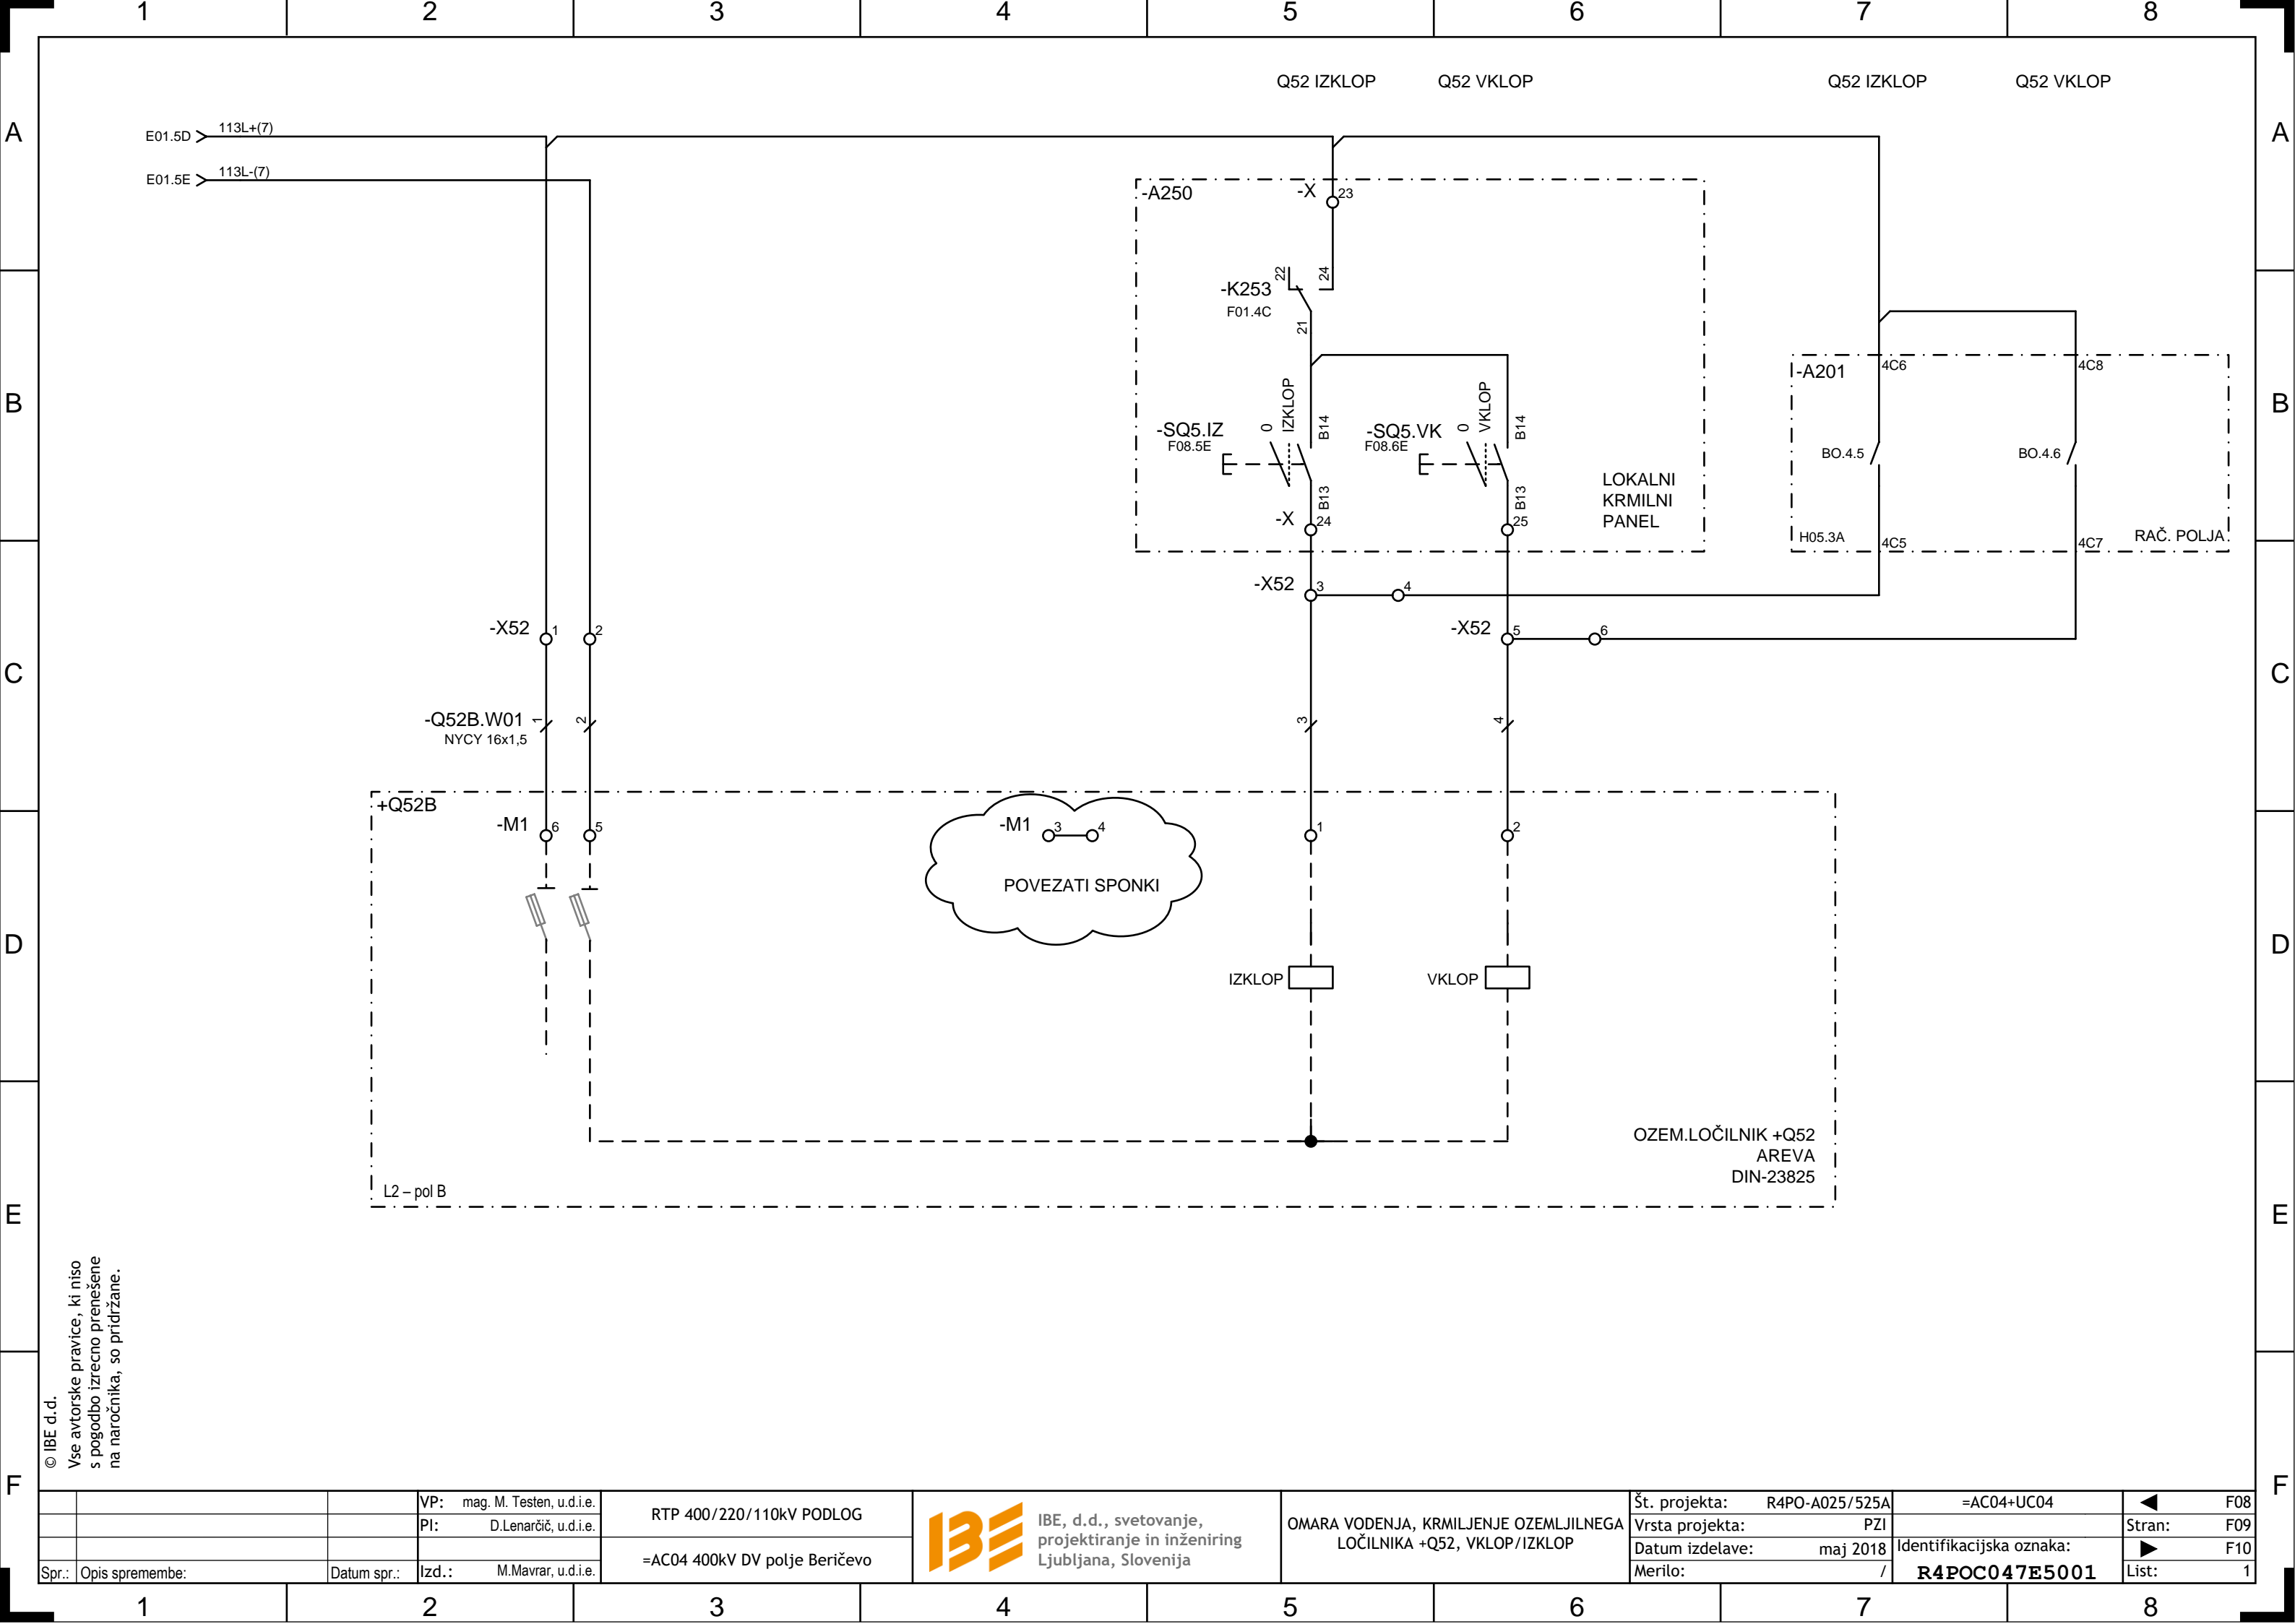 1 2 3 4 5 6 7 8
Q52 IZKLOP Q52 VKLOP Q52 IZKLOP Q52 VKLOP
A A
E01.5D 113L+(7)
E01.5E 113L-(7)
-A250 -X 23
22 24
-K253
F01.4C
21
B B
-A201 4C6 4C8
IZKLOP VKLOP
-SQ5.IZ 0 B14 -SQ5.VK 0 B14
F08.5E F08.6E
BO.4.5 BO.4.6
LOKALNI
KRMILNI
PANEL
B13 B13
-X 24 25
H05.3A 4C5 4C7 RAČ. POLJA
-X52 3 4
-X52 1 2 -X52 5 6
C C
-Q52B.W01 1 2 3 4
NYCY 16x1,5
+Q52B
-M1 6 5 -M1 3 4 1 2
POVEZATI SPONKI
D D
IZKLOP VKLOP
OZEM.LOČILNIK +Q52
AREVA
DIN-23825
L2 – pol B
E E
© IBE d.d.
Vse avtorske pravice, ki niso
s pogodbo izrecno prenešene
na naročnika, so pridržane.
F F
Spr.: Opis spremembe: Datum spr.:
VP: mag. M. Testen, u.d.i.e.
PI: D.Lenarčič, u.d.i.e.
Izd.: M.Mavrar, u.d.i.e.
RTP 400/220/110kV PODLOG
=AC04 400kV DV polje Beričevo
IBE
IBE, d.d., svetovanje,
projektiranje in inženiring
Ljubljana, Slovenija
OMARA VODENJA, KRMILJENJE OZEMLJILNEGA
LOČILNIKA +Q52, VKLOP/IZKLOP
Št. projekta: R4PO-A025/525A
Vrsta projekta: PZI
Datum izdelave: maj 2018
Merilo: /
=AC04+UC04
Identifikacijska oznaka:
R4POC047E5001
F08
Stran: F09
F10
List: 1
1 2 3 4 5 6 7 8